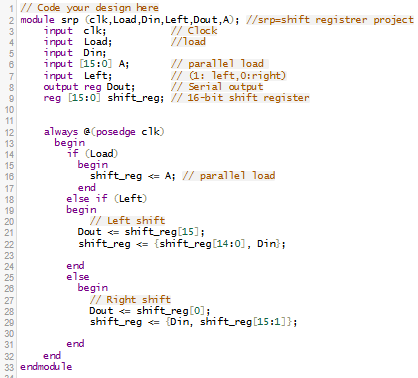 1 // Code your design here
2 module srp (clk,Load,Din,Left,Dout,A); //srp=shift registrer project
3 input clk; // Clock
4 input Load; //load
5 input Din;
6 input [15:0] A; // parallel load
7 input Left; // (1: left,0:right)
8 output reg Dout; // Serial output
9 reg [15:0] shift_reg; // 16-bit shift register
10
11
12 always @(posedge clk)
13 begin
14 if (Load)
15 begin
16 shift_reg <= A; // parallel load
17 end
18 else if (Left)
19 begin
20 // Left shift
21 Dout <= shift_reg[15];
22 shift_reg <= {shift_reg[14:0], Din};
23
24 end
25 else
26 begin
27 // Right shift
28 Dout <= shift_reg[0];
29 shift_reg <= {Din, shift_reg[15:1]};
30
31 end
32 end
33 endmodule